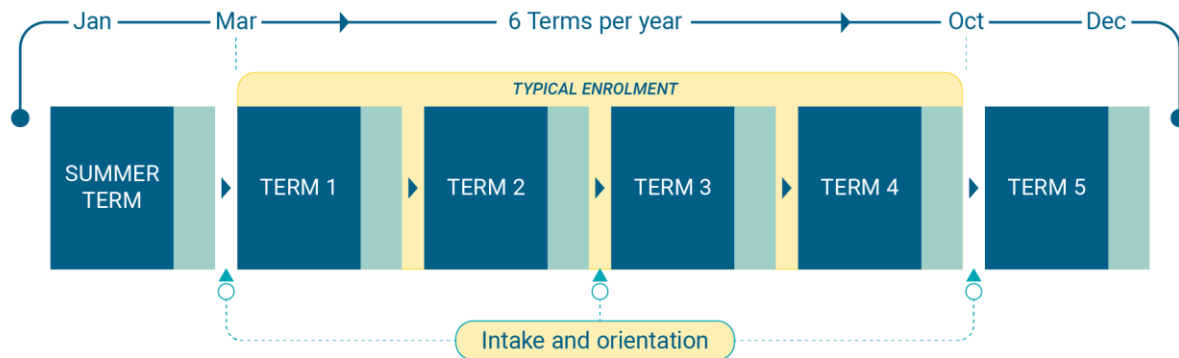 Jan Mar 6 Terms per year Oct Dec
TYPICAL ENROLMENT
SUMMER
TERM
TERM 1
TERM 2
TERM 3
TERM 4
TERM 5
Intake and orientation